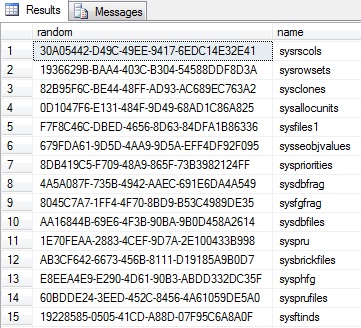 Results Messages
random name
1 30A05442-D49C-49EE-9417-6EDC14E32E41 sysrscols
2 1936629B-BAA4-403C-B304-54588DDF8D3A sysrowsets
3 82B95F6C-BE44-48FF-AD93-AC689EC763A2 sysclones
4 0D1047F6-E131-484F-9D49-68AD1C86A825 sysallocunits
5 F7F8C46C-DBED-4656-8D63-84DFA1B86336 sysfiles1
6 679FDA61-9D5D-4AA9-9D5A-EFF4DF92F095 sysseobjvalues
7 8DB419C5-F709-48A9-865F-73B3982124FF syspriorities
8 4A5A087F-735B-4942-AAEC-691E6DA4A549 sysdbfrag
9 8045C7A7-1FF4-4F70-8BD9-B53C4989DE35 sysfgfrag
10 AA16844B-69E6-4F3B-90BA-9B0D458A2614 sysdbfiles
11 1E70FEAA-2883-4CEF-9D7A-2E100433B998 syspru
12 AB3CF642-6673-456B-8111-D19185A9B0D7 sysbrickfiles
13 E8EEA4E9-E290-4D61-90B3-ABDD332DC35F sysphfg
14 60BDDE24-3EED-452C-8456-4A61059DE5A0 sysprufiles
15 19228585-0505-41CD-A88D-07F95C6A8A0F sysftinds